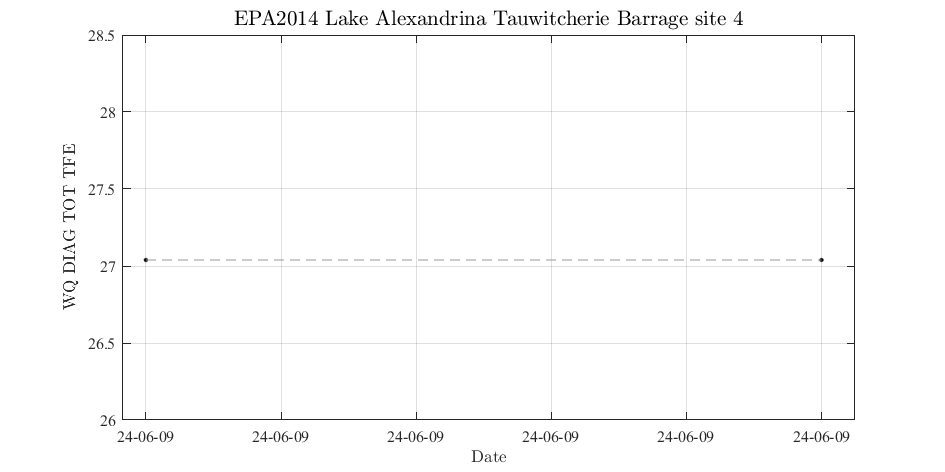 EPA2014 Lake Alexandrina Tauwitcherie Barrage site 4
28.5
28
27.5
27
26.5
26
WQ DIAG TOT TFE
24-06-09 24-06-09 24-06-09 24-06-09 24-06-09 24-06-09
Date